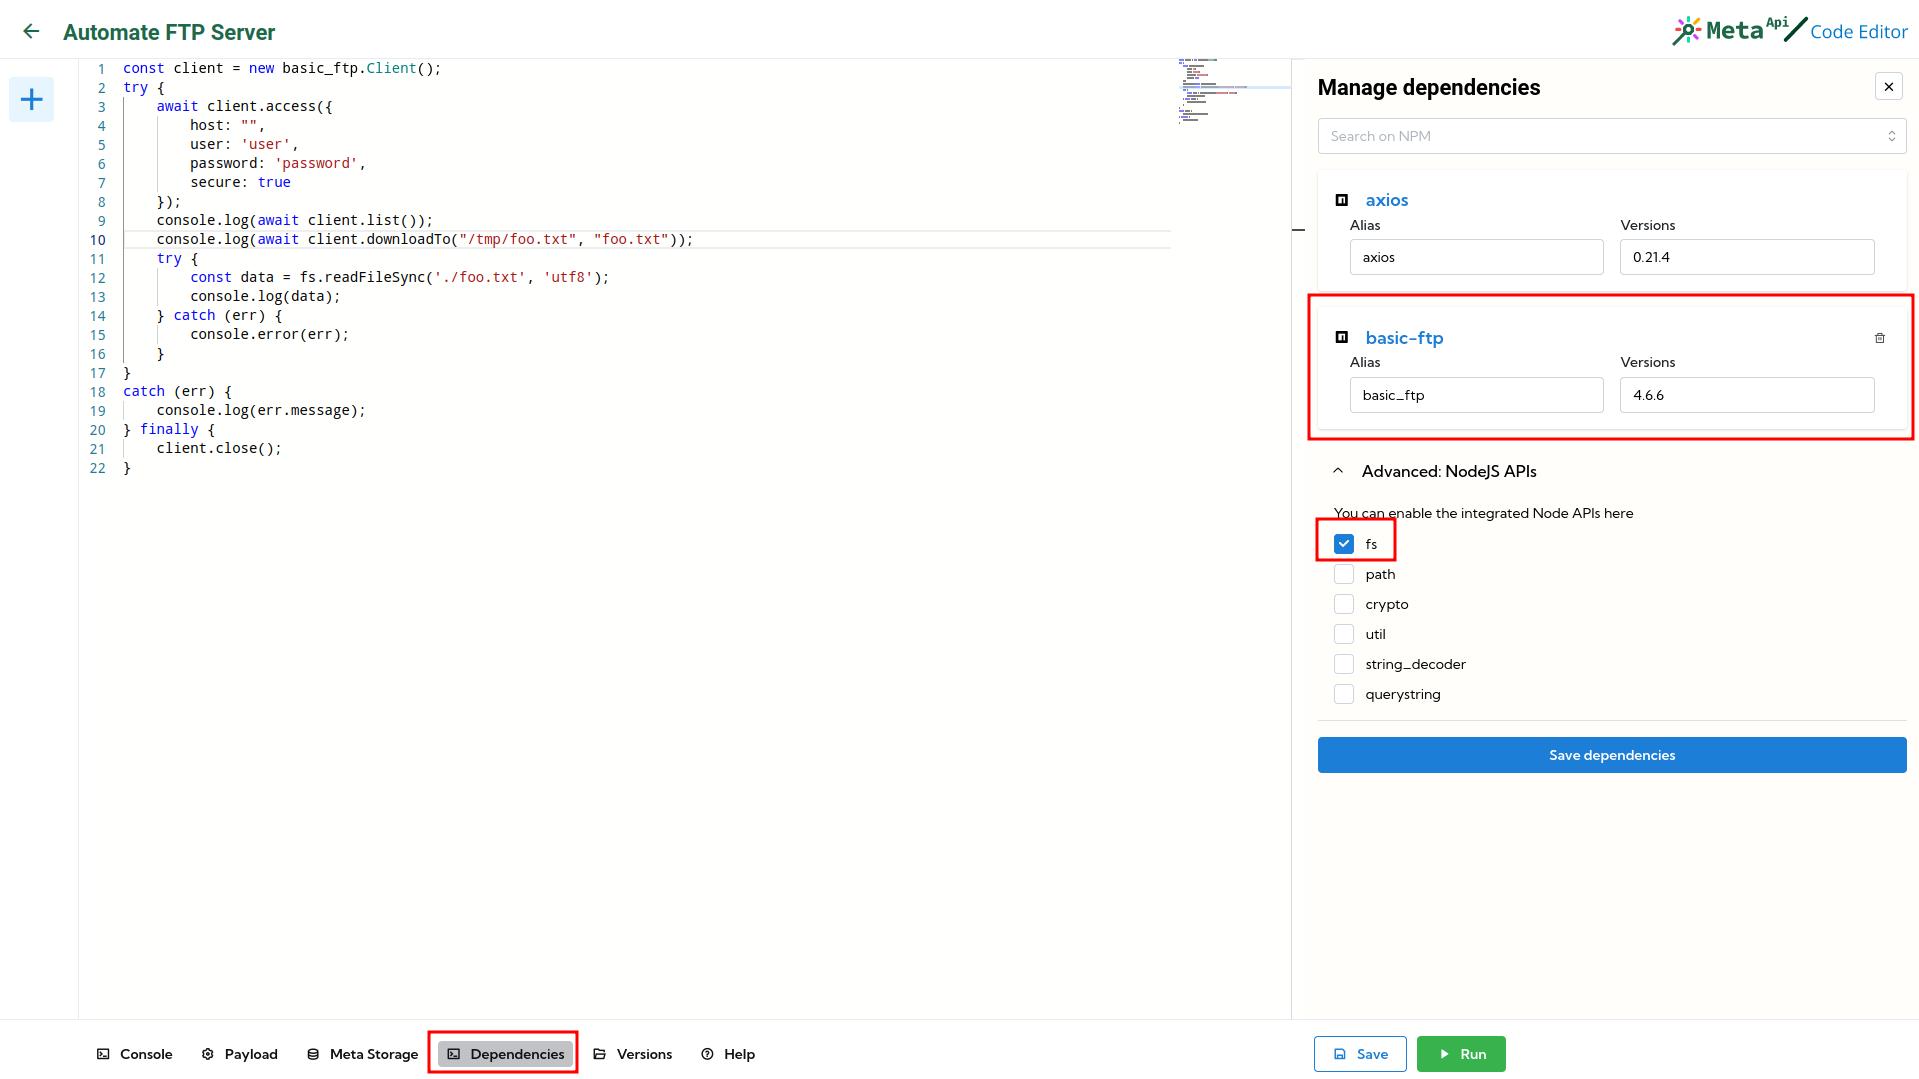 Automate FTP Server
MetaApi Code Editor
1 const client = new basic_ftp.Client();
2 try {
3 await client.access({
4 host: "",
5 user: 'user',
6 password: 'password',
7 secure: true
8 });
9 console.log(await client.list());
10 console.log(await client.downloadTo("/tmp/foo.txt", "foo.txt"));
11 try {
12 const data = fs.readFileSync('./foo.txt', 'utf8');
13 console.log(data);
14 } catch (err) {
15 console.error(err);
16 }
17 }
18 catch (err) {
19 console.log(err.message);
20 } finally {
21 client.close();
22 }
Manage dependencies
Search on NPM
axios
Alias Versions
axios 0.21.4
basic-ftp
Alias Versions
basic_ftp 4.6.6
Advanced: NodeJS APIs
You can enable the integrated Node APIs here
fs
path
crypto
util
string_decoder
querystring
Save dependencies
Console Payload Meta Storage Dependencies Versions Help Save Run